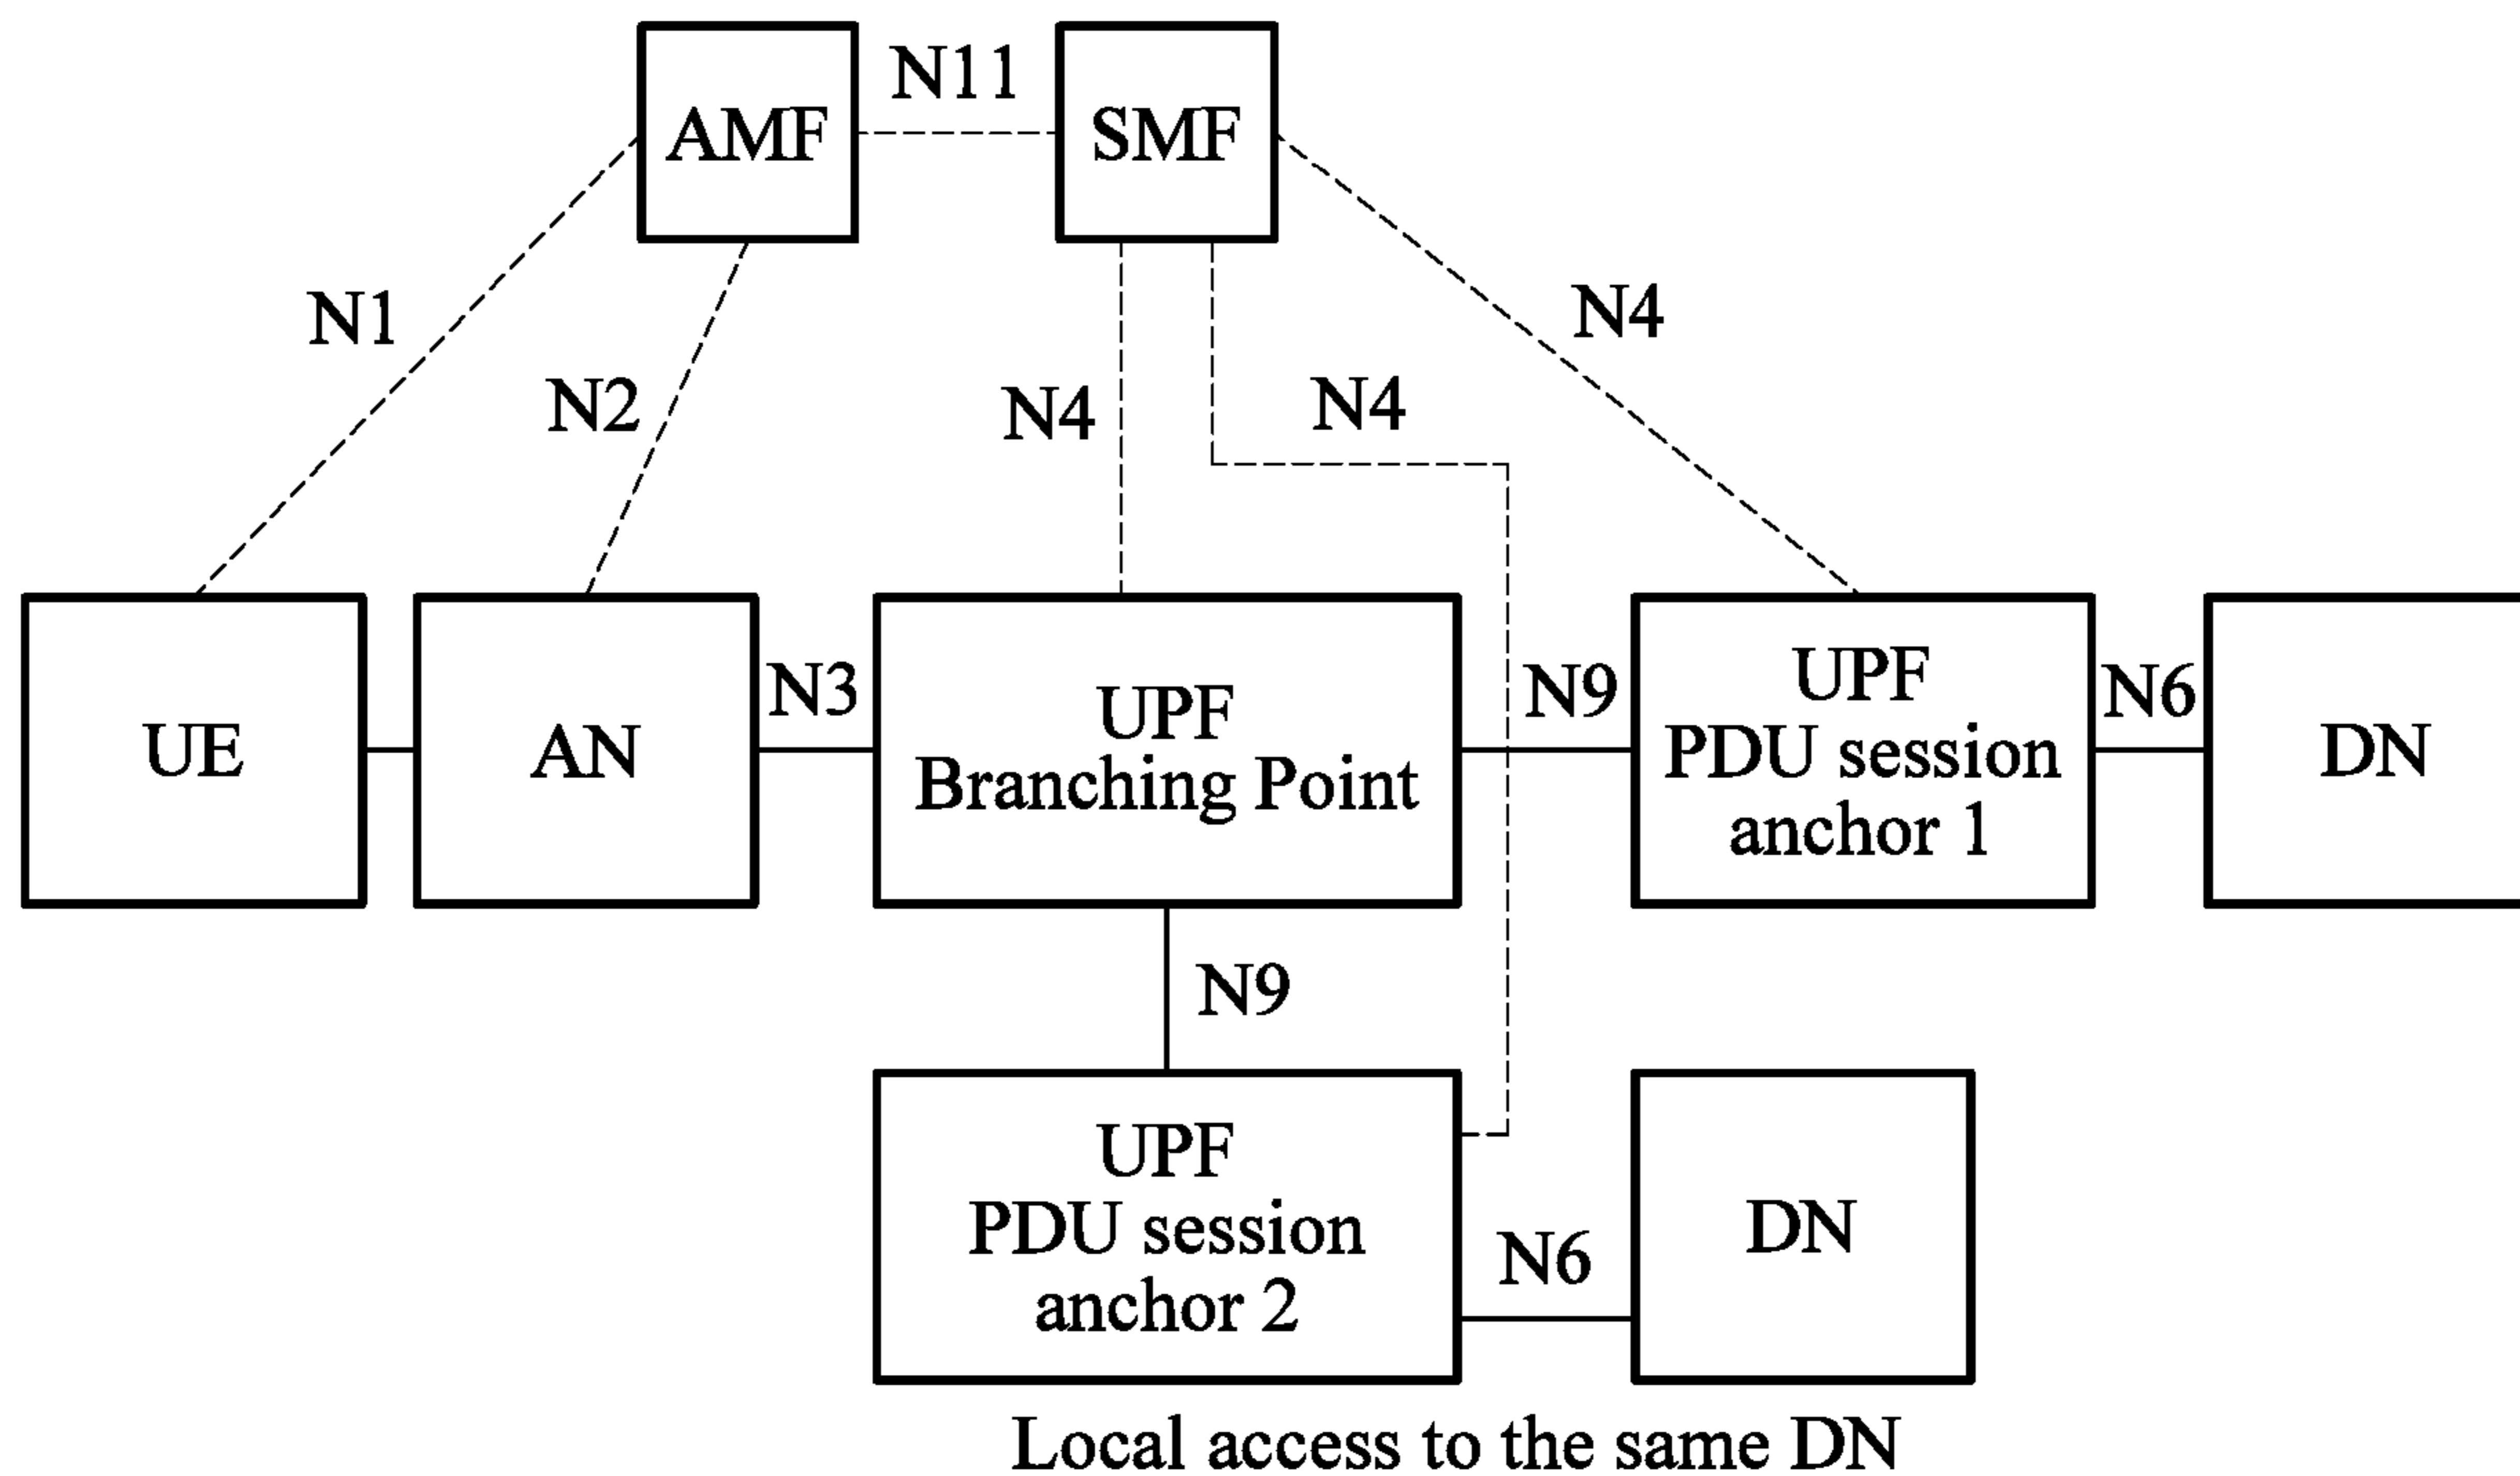 AMF
N11
SMF
N1
N2
N4
N4
N4
UE
AN
N3
UPF
Branching Point
N9
UPF
PDU session
anchor 1
N6
DN
N9
UPF
PDU session
anchor 2
N6
DN
Local access to the same DN